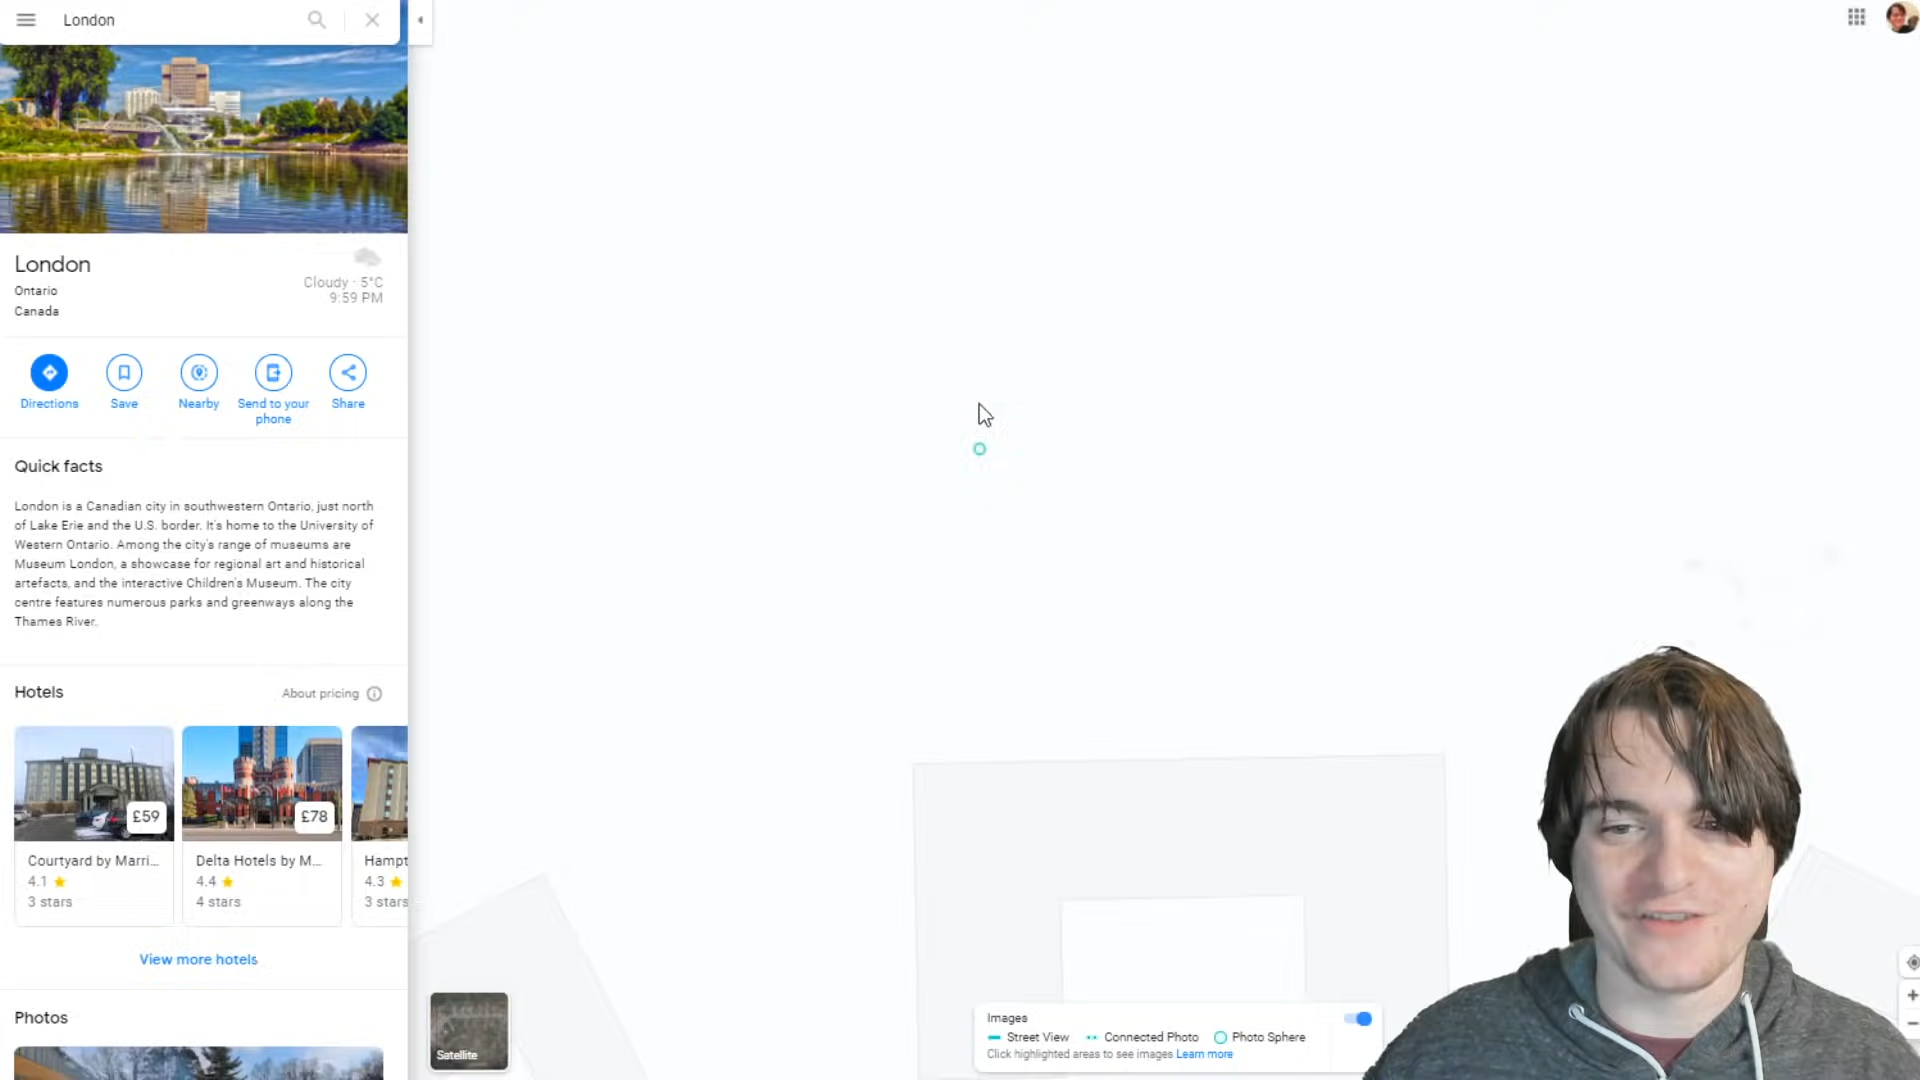 London
London
Cloudy · 5°C
Ontario
9:59 PM
Canada
Directions
Save
Nearby
Send to your
phone
Share
Quick facts
London is a Canadian city in southwestern Ontario, just north
of Lake Erie and the U.S. border. It's home to the University of
Western Ontario. Among the city's range of museums are
Museum London, a showcase for regional art and historical
artefacts, and the interactive Children's Museum. The city
centre features numerous parks and greenways along the
Thames River.
Hotels
About pricing
£59
£78
Courtyard by Marri...
4.1
3 stars
Delta Hotels by M...
4.4
4 stars
Hampt
4.3
3 stars
View more hotels
Photos
Satellite
Images
Street View
Connected Photo
Photo Sphere
Click highlighted areas to see images Learn more